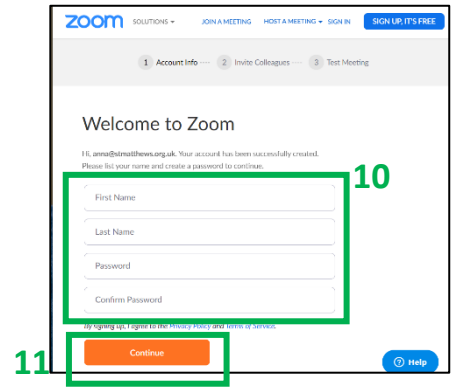 zoom SOLUTIONS JOIN A MEETING HOST A MEETING SIGN IN SIGN UP, IT'S FREE
1 Account Info 2 Invite Colleagues 3 Test Meeting
Welcome to Zoom
Hi, anna@stmatthews.org.uk. Your account has been successfully created.
Please list your name and create a password to continue.
10
First Name
Last Name
Password
Confirm Password
By signing up, I agree to the Privacy Policy and Terms of Service.
11
Continue
Help